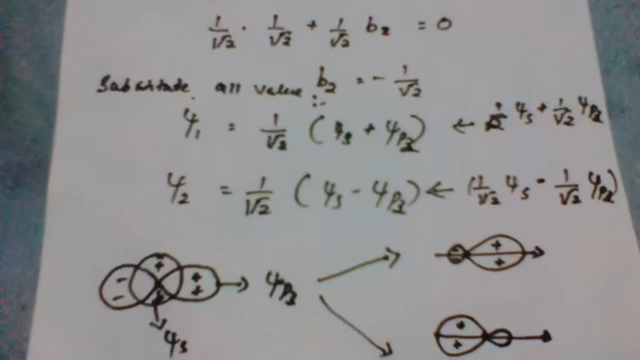 1/√2 · 1/√2 + 1/√2 b₂ = 0
Substitute all value :- b₂ = - 1/√2
ψ₁ = 1/√2 (ψs + ψpz) ← 1/√2 ψs + 1/√2 ψpz
ψ₂ = 1/√2 (ψs - ψpz) ← (1/√2 ψs - 1/√2 ψpz)
- + +
- - + + → ψpz
+ +
ψs
+ +